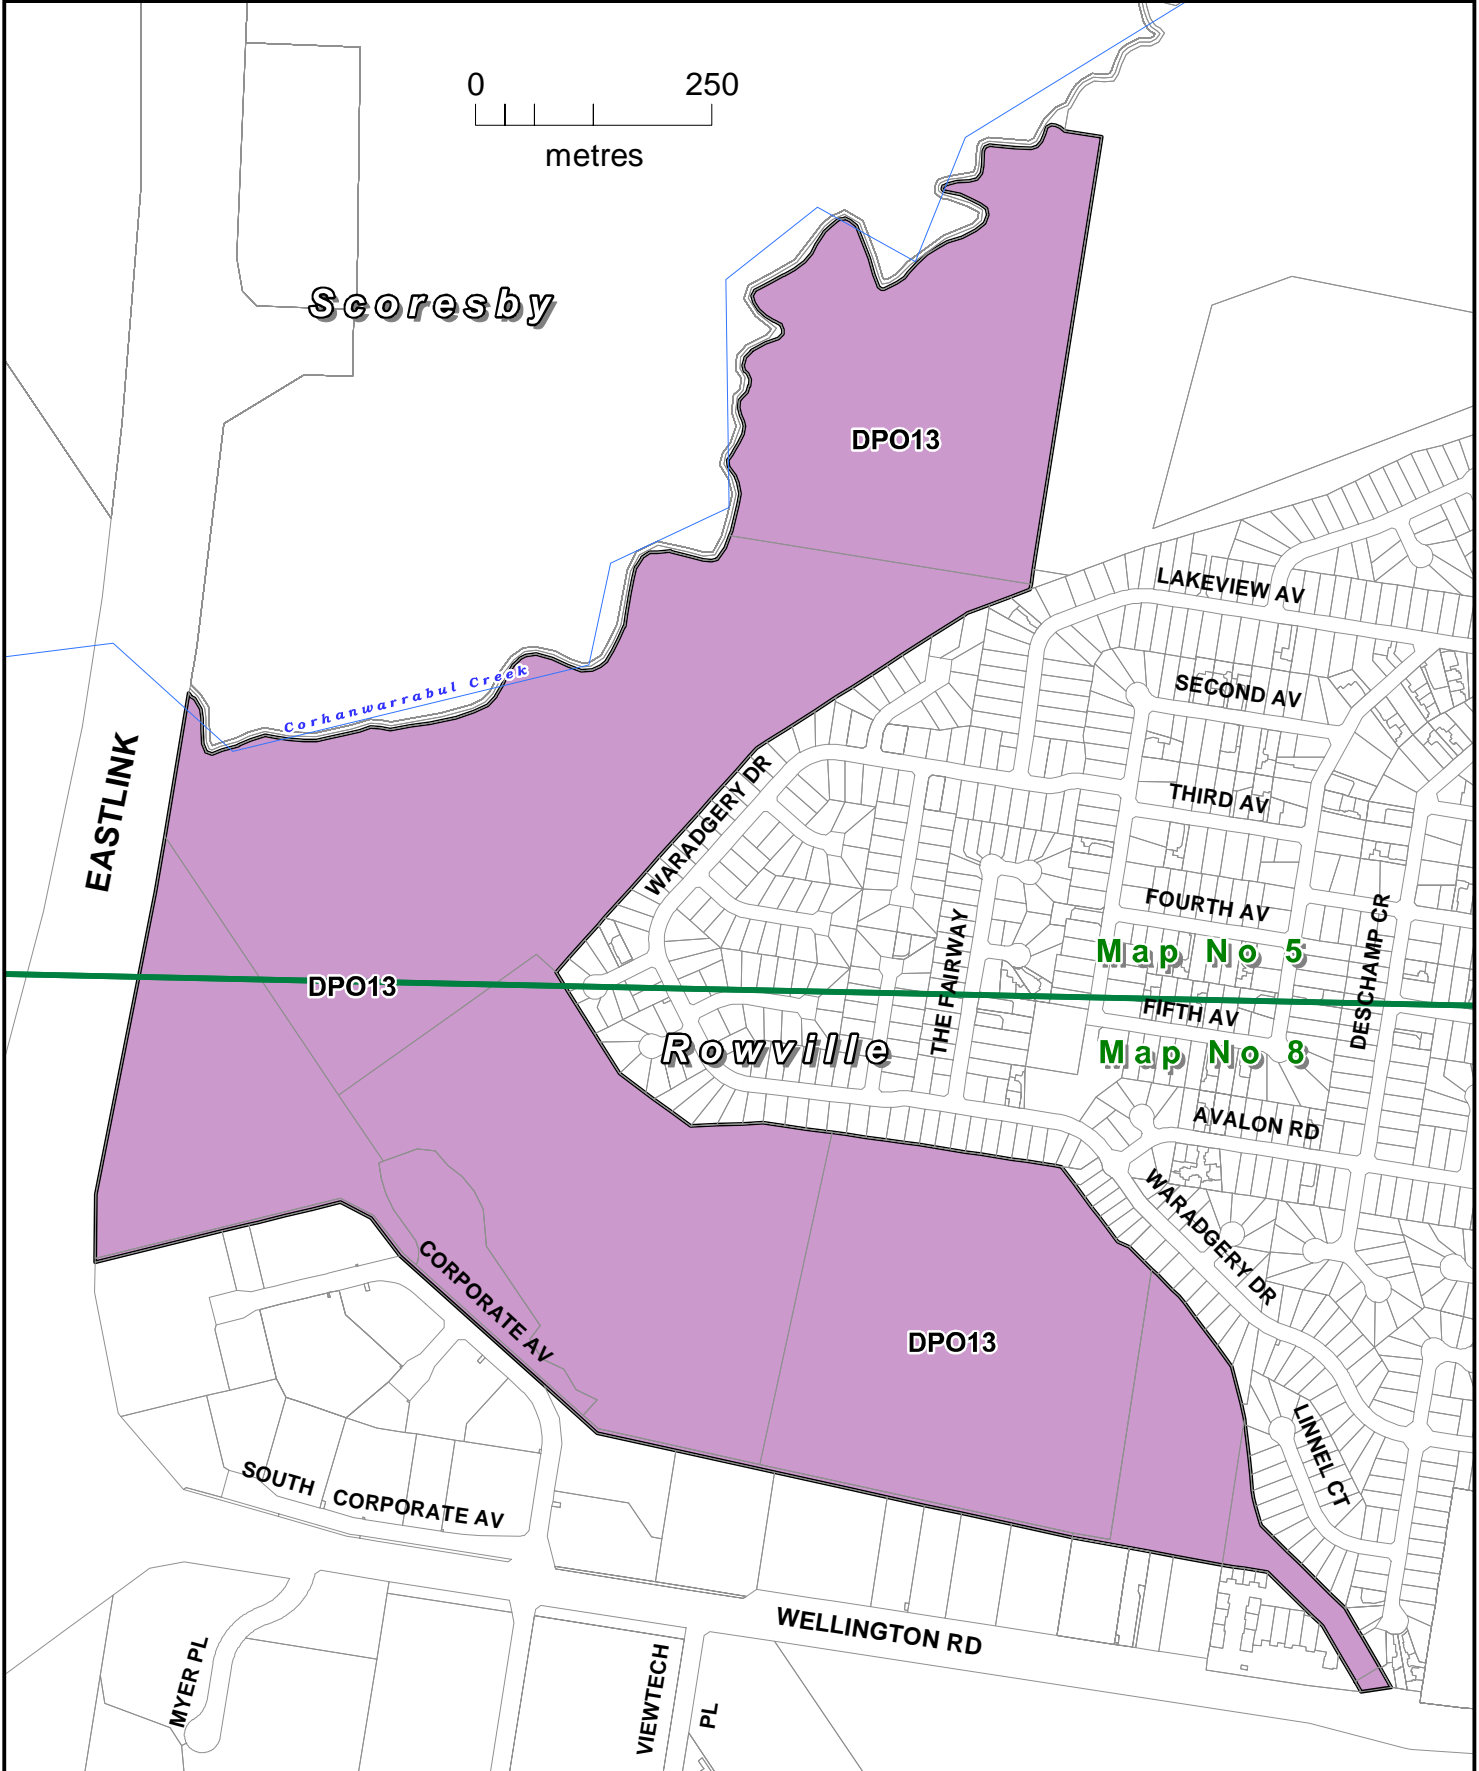 0 250
metres
Scoresby
DPO13
LAKEVIEW AV
SECOND AV
Corhanwarrabul Creek
EASTLINK
WARADGERY DR
THIRD AV
FOURTH AV
THE FAIRWAY
DESCHAMP CR
Map No 5
DPO13
FIFTH AV
Rowville
Map No 8
AVALON RD
WARADGERY DR
CORPORATE AV
DPO13
LINNEL CT
SOUTH CORPORATE AV
WELLINGTON RD
MYER PL
VIEWTECH PL